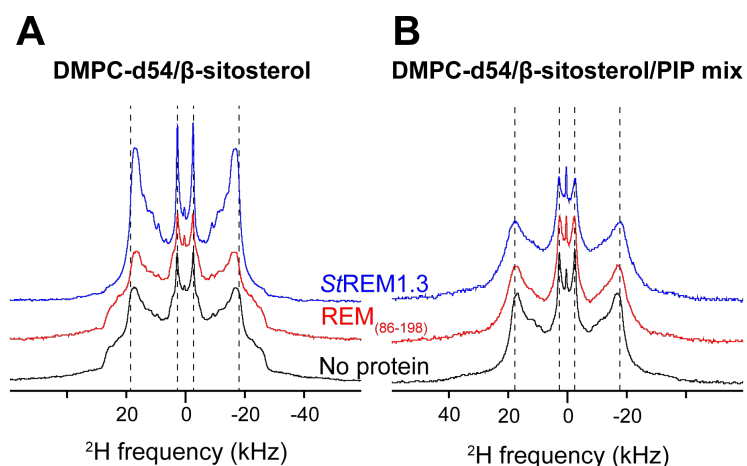 A
B
DMPC-d54/β-sitosterol
DMPC-d54/β-sitosterol/PIP mix
StREM1.3
REM(86-198)
No protein
20 0 -20 -40
40 20 0 -20
²H frequency (kHz)
²H frequency (kHz)